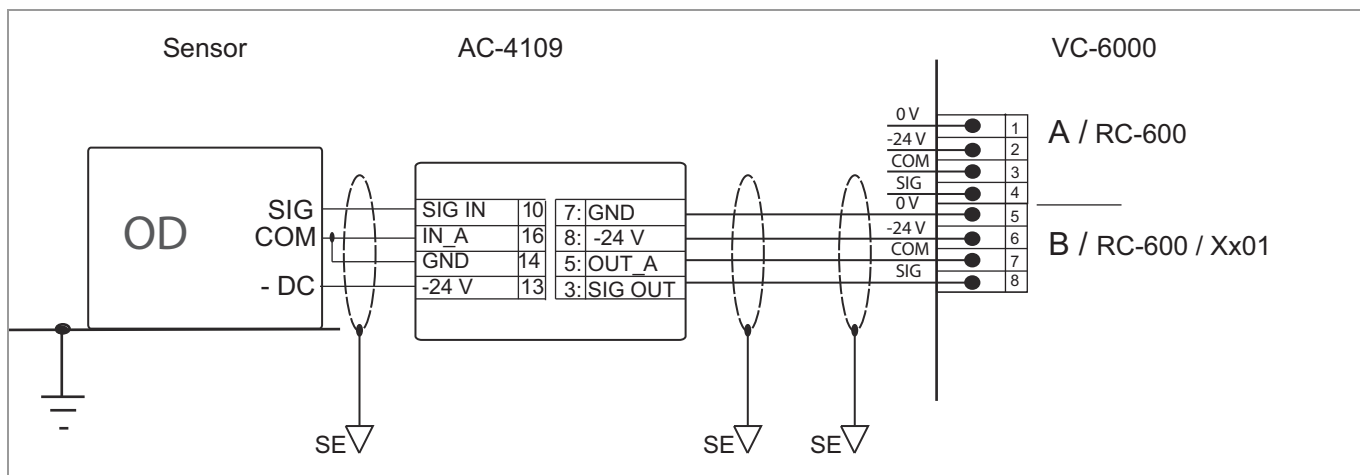 Sensor AC-4109 VC-6000
OD
SIG
COM
- DC
SIG IN 10
IN_A 16
GND 14
-24 V 13
7: GND
8: -24 V
5: OUT_A
3: SIG OUT
0 V 1
-24 V 2
COM 3
SIG 4
0 V 5
-24 V 6
COM 7
SIG 8
A / RC-600
B / RC-600 / Xx01
SE
SE
SE